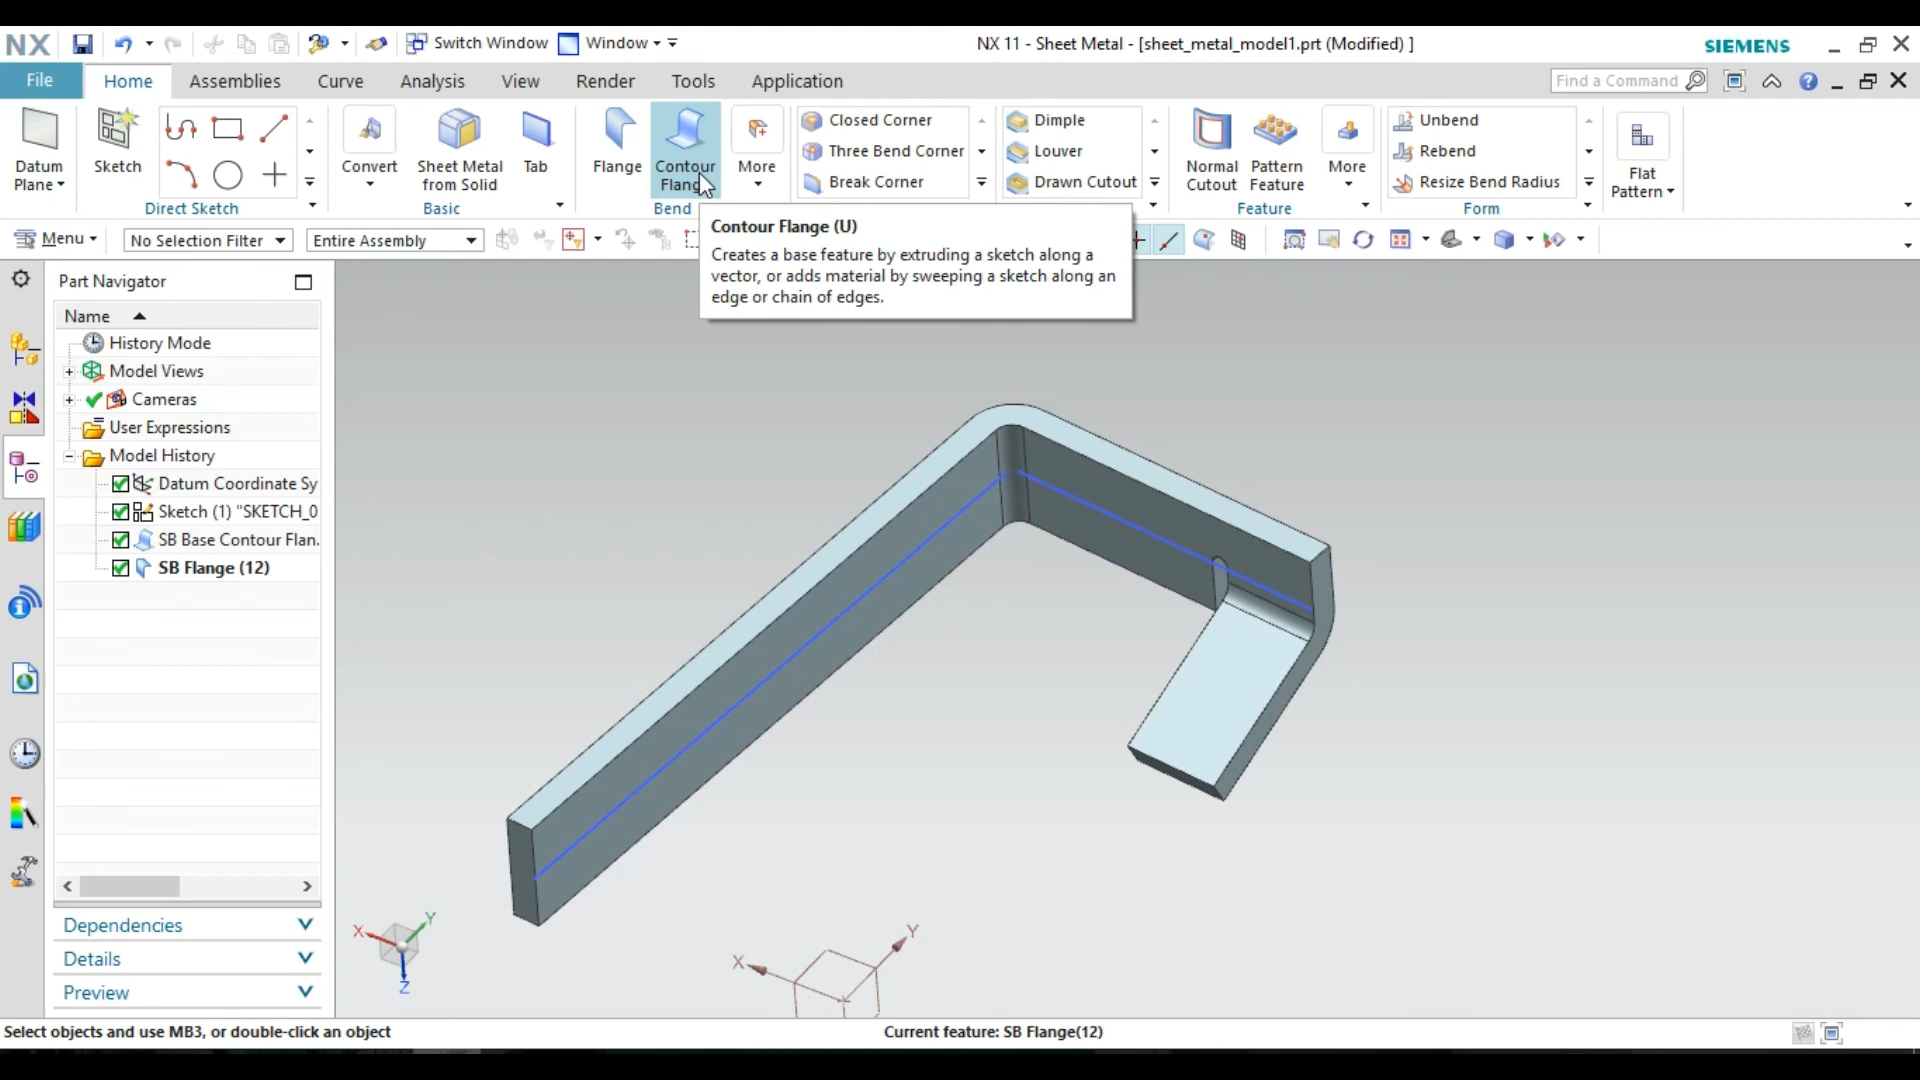 NX Switch Window Window NX 11 - Sheet Metal - [sheet_metal_model1.prt (Modified) ] SIEMENS
File Home Assemblies Curve Analysis View Render Tools Application Find a Command
Datum Plane
Sketch
Direct Sketch
Convert
Sheet Metal from Solid
Tab
Basic
Flange
Contour Flang
More
Bend
Closed Corner
Three Bend Corner
Break Corner
Dimple
Louver
Drawn Cutout
Normal Cutout
Pattern Feature
More
Feature
Unbend
Rebend
Resize Bend Radius
Form
Flat Pattern
Menu No Selection Filter Entire Assembly
Contour Flange (U)
Creates a base feature by extruding a sketch along a
vector, or adds material by sweeping a sketch along an
edge or chain of edges.
Part Navigator
Name
History Mode
Model Views
Cameras
User Expressions
Model History
Datum Coordinate Sy
Sketch (1) "SKETCH_0
SB Base Contour Flan.
SB Flange (12)
Dependencies
Details
Preview
X Y Z
X Y
Select objects and use MB3, or double-click an object Current feature: SB Flange(12)